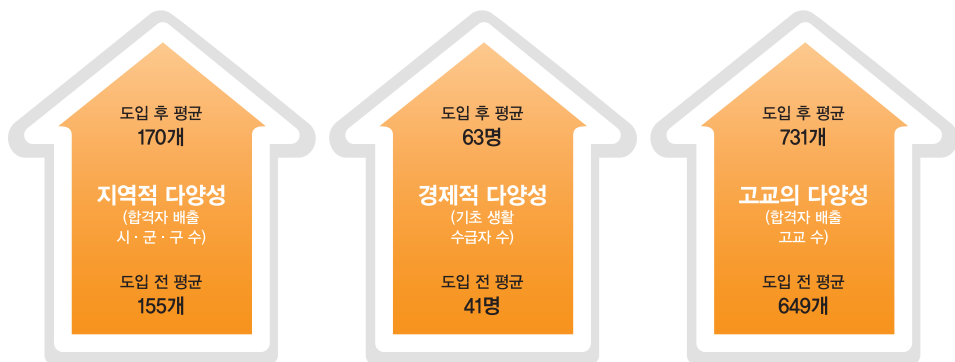 도입 후 평균
170개
지역적 다양성
(합격자 배출
시 · 군 · 구 수)
도입 전 평균
155개
도입 후 평균
63명
경제적 다양성
(기초 생활
수급자 수)
도입 전 평균
41명
도입 후 평균
731개
고교의 다양성
(합격자 배출
고교 수)
도입 전 평균
649개